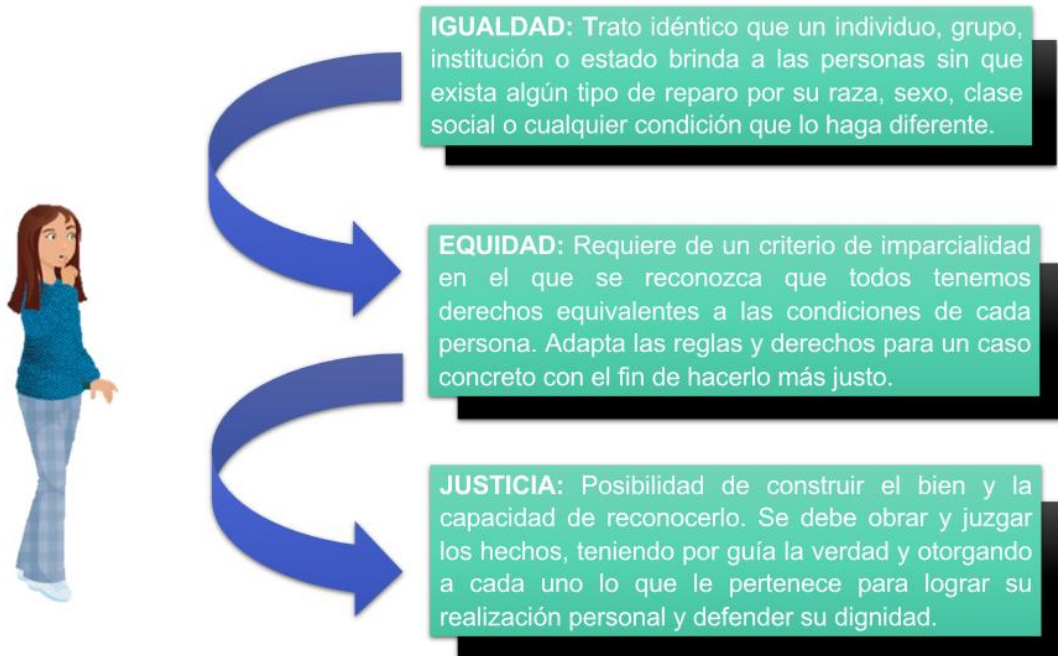 IGUALDAD: Trato idéntico que un individuo, grupo,
institución o estado brinda a las personas sin que
exista algún tipo de reparo por su raza, sexo, clase
social o cualquier condición que lo haga diferente.
EQUIDAD: Requiere de un criterio de imparcialidad
en el que se reconozca que todos tenemos
derechos equivalentes a las condiciones de cada
persona. Adapta las reglas y derechos para un caso
concreto con el fin de hacerlo más justo.
JUSTICIA: Posibilidad de construir el bien y la
capacidad de reconocerlo. Se debe obrar y juzgar
los hechos, teniendo por guía la verdad y otorgando
a cada uno lo que le pertenece para lograr su
realización personal y defender su dignidad.